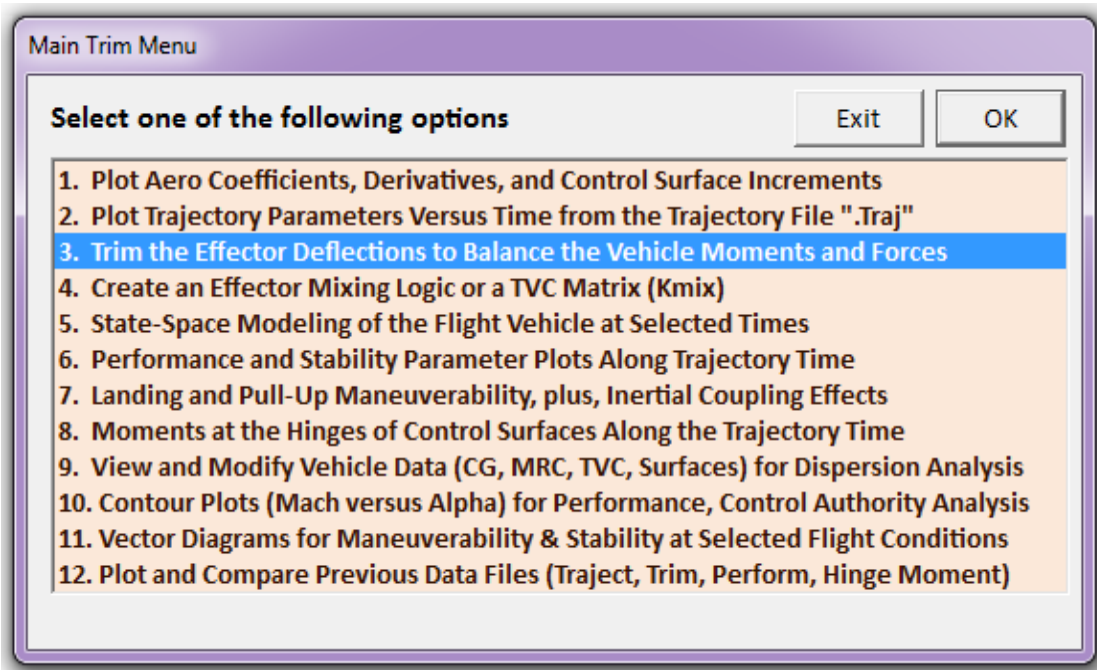 Main Trim Menu
Select one of the following options
Exit
OK
1. Plot Aero Coefficients, Derivatives, and Control Surface Increments
2. Plot Trajectory Parameters Versus Time from the Trajectory File ".Traj"
3. Trim the Effector Deflections to Balance the Vehicle Moments and Forces
4. Create an Effector Mixing Logic or a TVC Matrix (Kmix)
5. State-Space Modeling of the Flight Vehicle at Selected Times
6. Performance and Stability Parameter Plots Along Trajectory Time
7. Landing and Pull-Up Maneuverability, plus, Inertial Coupling Effects
8. Moments at the Hinges of Control Surfaces Along the Trajectory Time
9. View and Modify Vehicle Data (CG, MRC, TVC, Surfaces) for Dispersion Analysis
10. Contour Plots (Mach versus Alpha) for Performance, Control Authority Analysis
11. Vector Diagrams for Maneuverability & Stability at Selected Flight Conditions
12. Plot and Compare Previous Data Files (Traject, Trim, Perform, Hinge Moment)